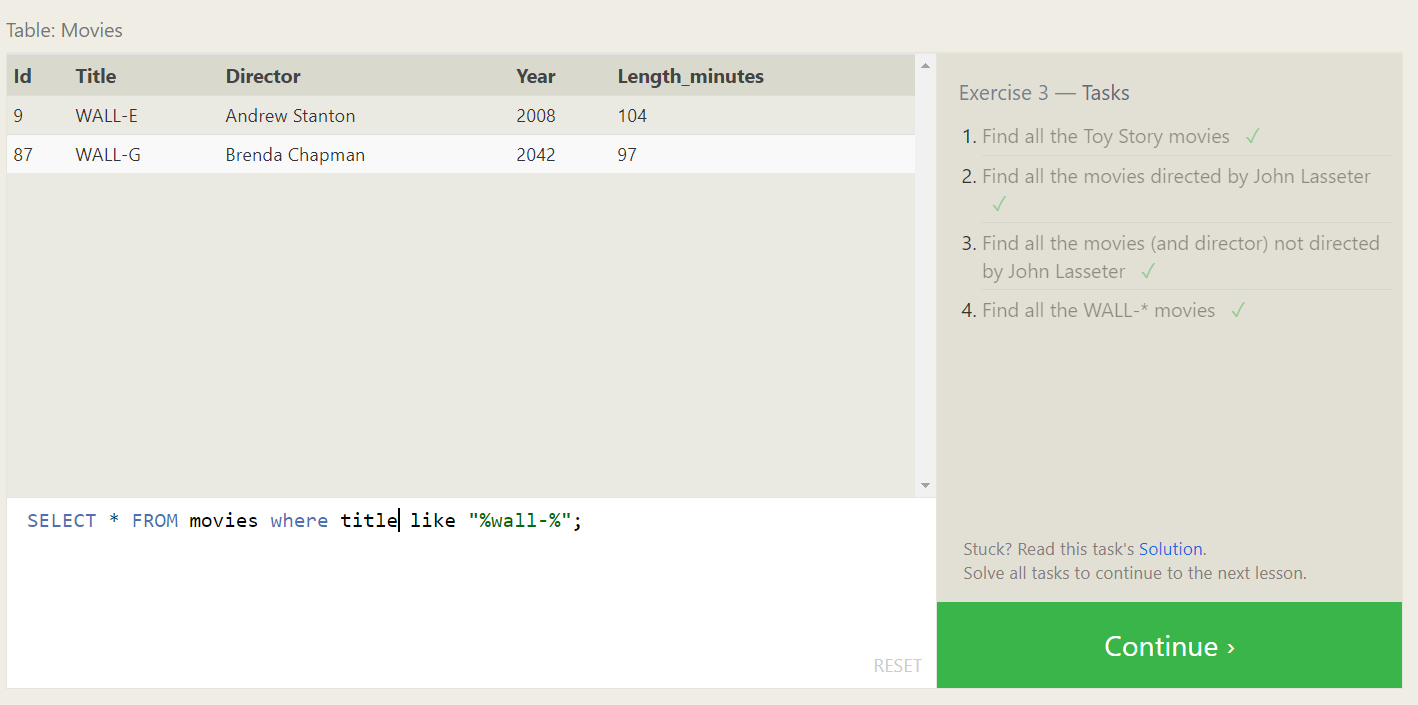 Table: Movies
Id Title Director Year Length_minutes
9 WALL-E Andrew Stanton 2008 104
87 WALL-G Brenda Chapman 2042 97
SELECT * FROM movies where title like "%wall-%";
RESET
Exercise 3 — Tasks
1. Find all the Toy Story movies ✓
2. Find all the movies directed by John Lasseter
✓
3. Find all the movies (and director) not directed
by John Lasseter ✓
4. Find all the WALL-* movies ✓
Stuck? Read this task's Solution.
Solve all tasks to continue to the next lesson.
Continue ›